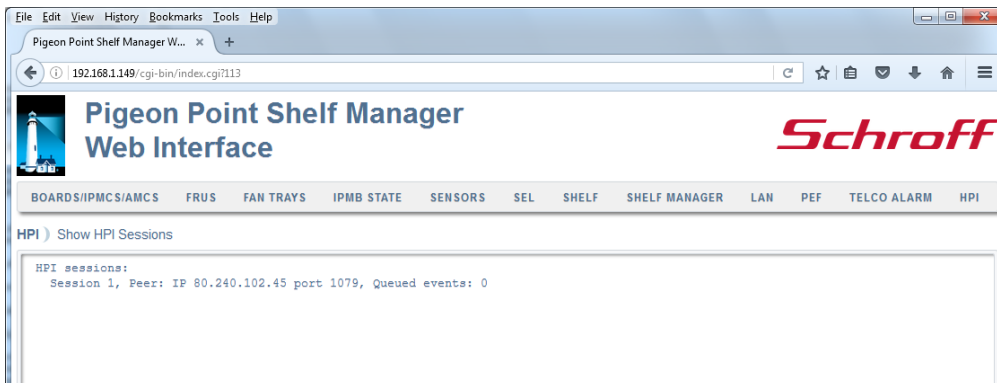 File Edit View History Bookmarks Tools Help
Pigeon Point Shelf Manager W... × +
192.168.1.149/cgi-bin/index.cgi?113
Pigeon Point Shelf Manager
Web Interface
Schroff
BOARDS/IPMCS/AMCS FRUS FAN TRAYS IPMB STATE SENSORS SEL SHELF SHELF MANAGER LAN PEF TELCO ALARM HPI
HPI ) Show HPI Sessions
HPI sessions:
Session 1, Peer: IP 80.240.102.45 port 1079, Queued events: 0